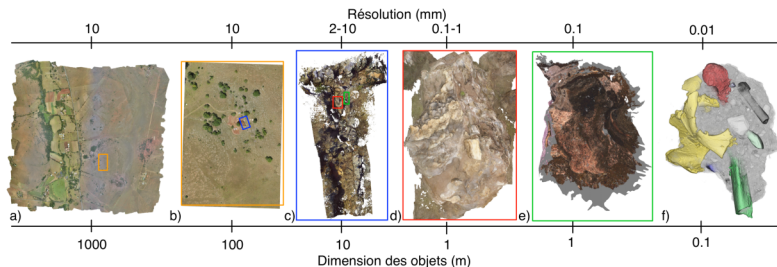 Résolution (mm)
10 10 2-10 0.1-1 0.1 0.01
a) b) c) d) e) f)
1000 100 10 1 1 0.1
Dimension des objets (m)